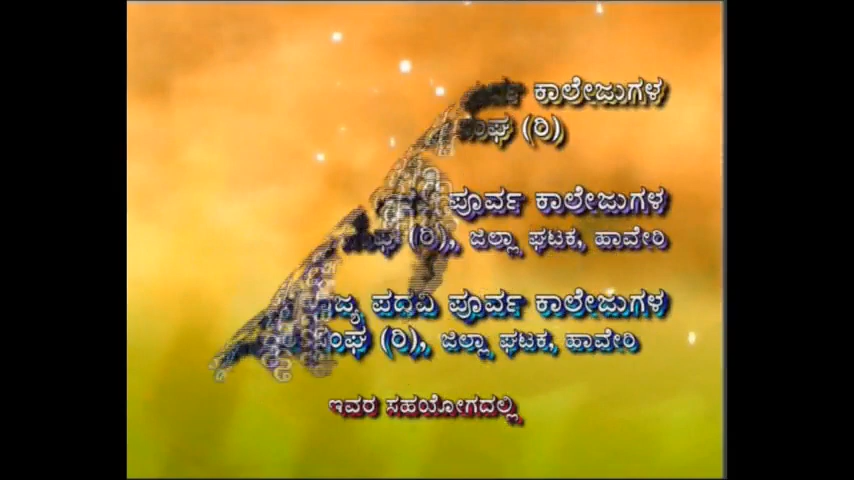 ಕಾಲೇಜುಗಳ
(ರಿ)
ಪೂರ್ವ ಕಾಲೇಜುಗಳ
(ರಿ), ಜಿಲ್ಲಾ ಘಟಕ, ಹಾವೇರಿ
ಪದವಿ ಪೂರ್ವ ಕಾಲೇಜುಗಳ
(ರಿ), ಜಿಲ್ಲಾ ಘಟಕ, ಹಾವೇರಿ
ಇವರ ಸಹಯೋಗದಲ್ಲಿ